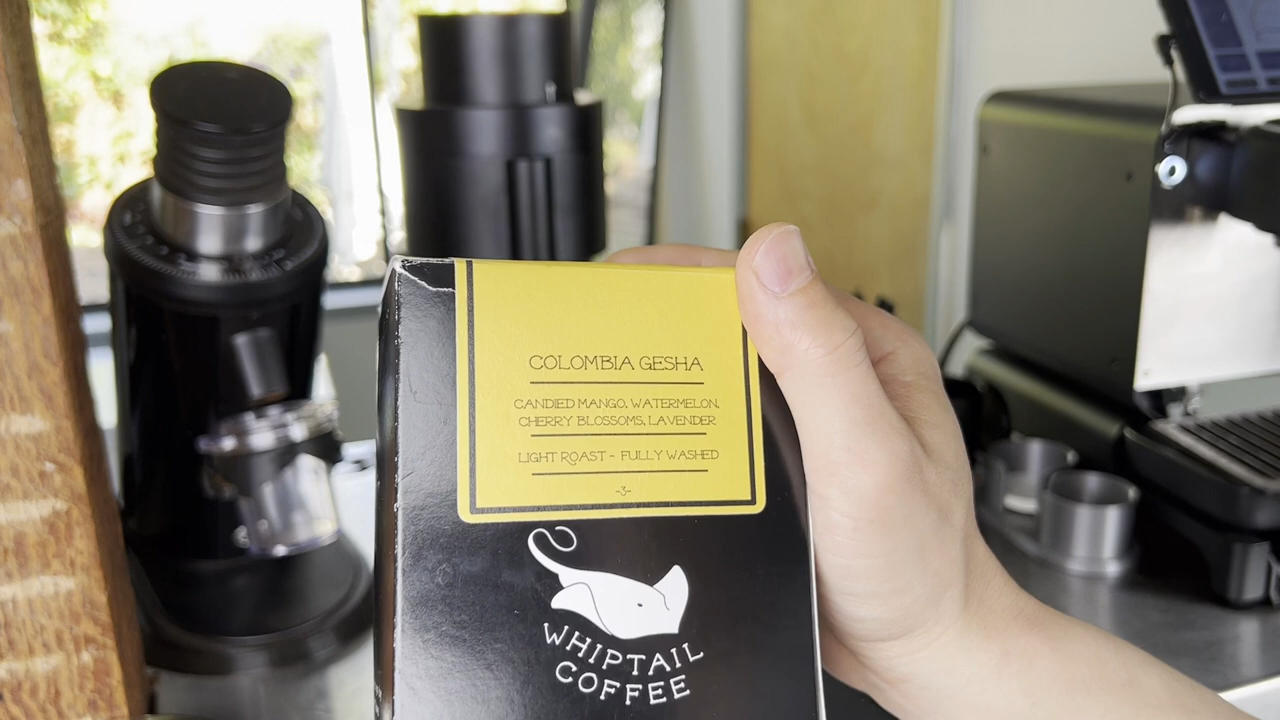 COLOMBIA GESHA
CANDIED MANGO, WATERMELON,
CHERRY BLOSSOMS, LAVENDER
LIGHT ROAST - FULLY WASHED
-3-
WHIPTAIL
COFFEE